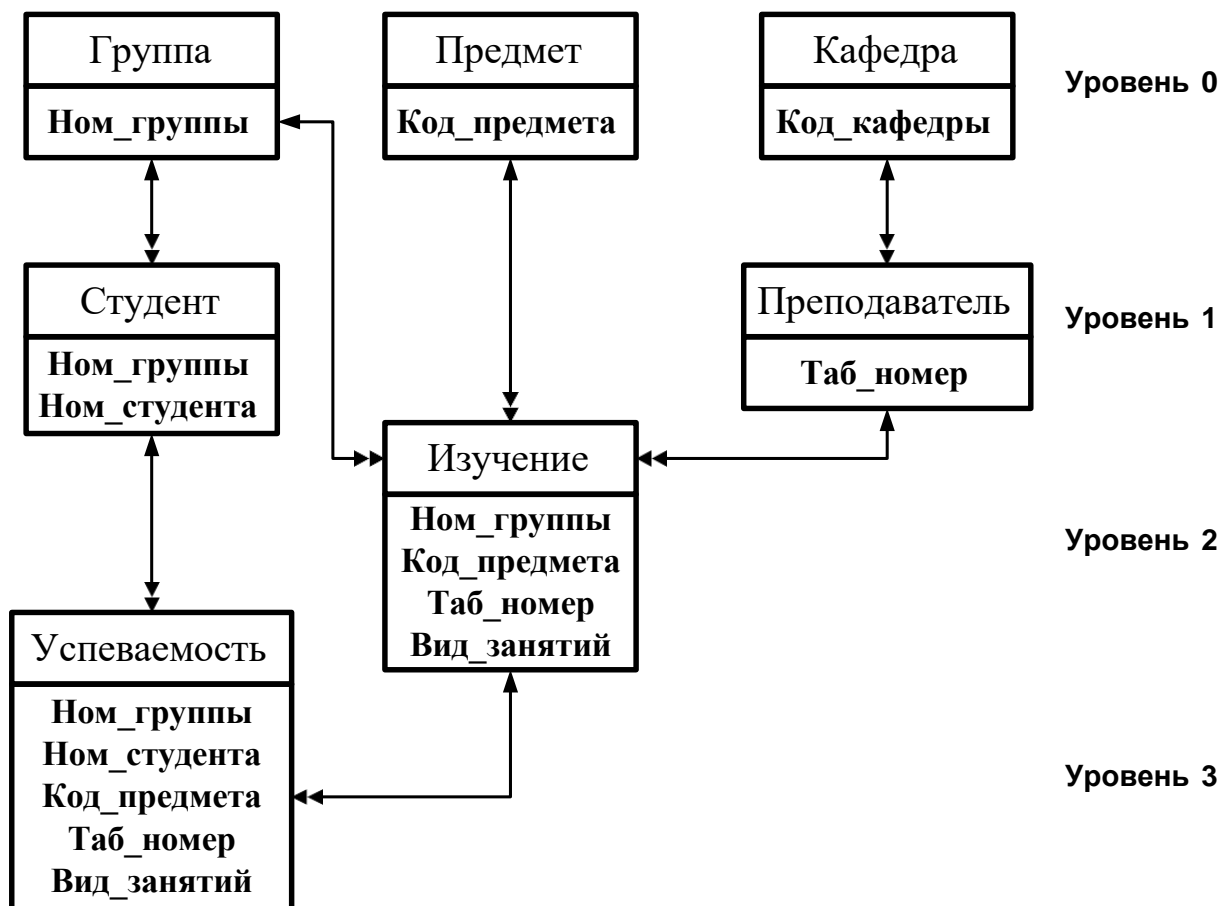 Группа
Ном_группы
Предмет
Код_предмета
Кафедра
Код_кафедры
Уровень 0
Студент
Ном_группы
Ном_студента
Преподаватель
Таб_номер
Уровень 1
Изучение
Ном_группы
Код_предмета
Таб_номер
Вид_занятий
Уровень 2
Успеваемость
Ном_группы
Ном_студента
Код_предмета
Таб_номер
Вид_занятий
Уровень 3